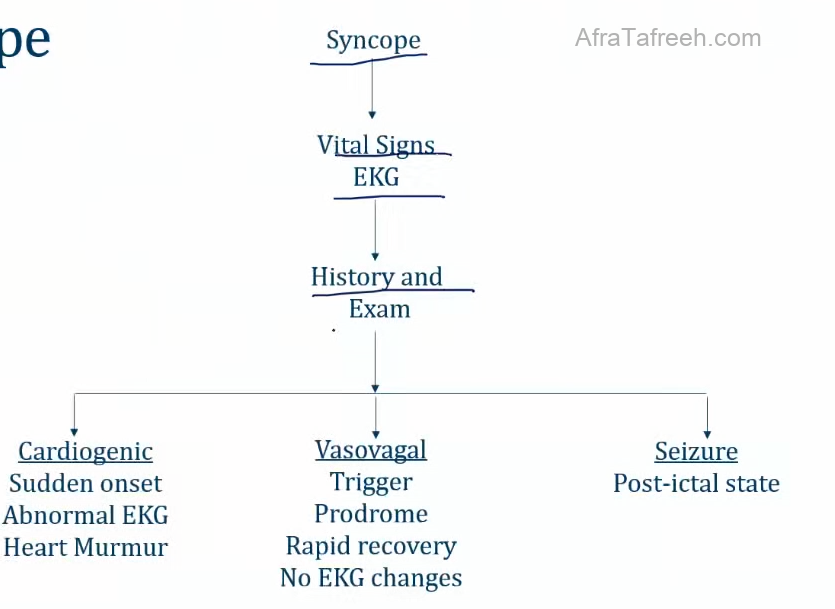 pe
Syncope
AfraTafreeh.com
Vital Signs
EKG
History and
Exam
Cardiogenic
Sudden onset
Abnormal EKG
Heart Murmur
Vasovagal
Trigger
Prodrome
Rapid recovery
No EKG changes
Seizure
Post-ictal state